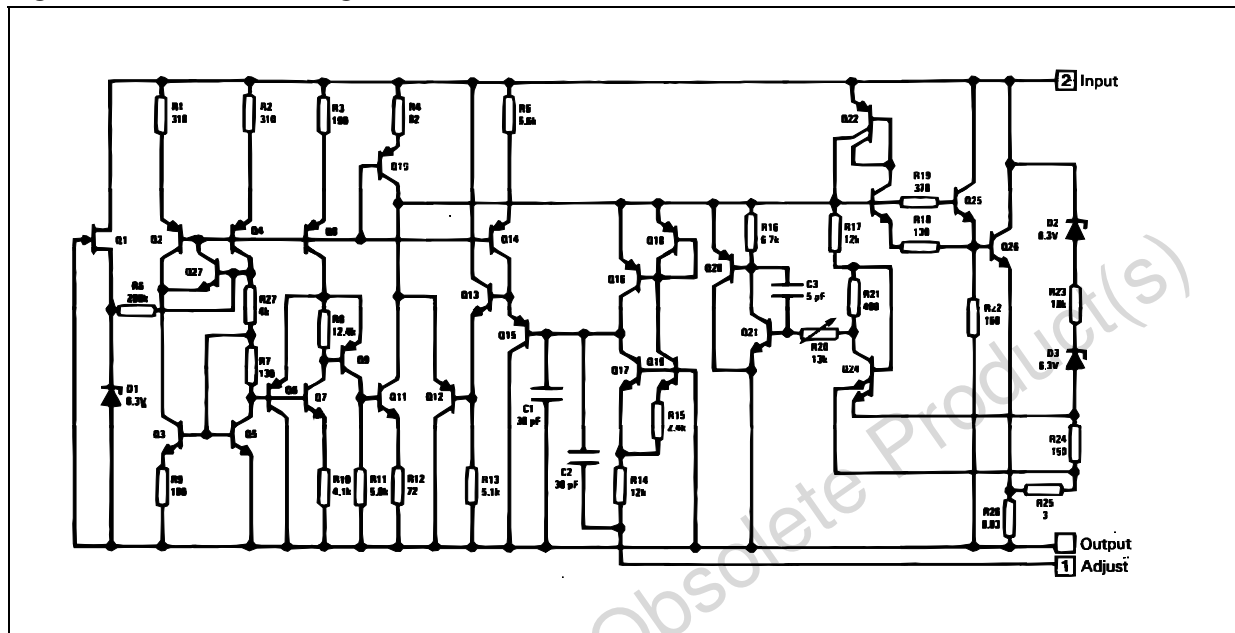 2 Input
R1
310
R2
310
R3
190
R4
82
R5
5.6k
Q16
Q22
R19
370
Q25
R18
130
Q26
D2
6.3V
Q1
Q2
Q4
Q14
Q18
R16
6.7k
R17
12k
Q27
R27
4k
Q13
Q16
Q20
C3
5 pF
R21
400
R23
18k
R7
130
R8
12.4k
Q9
Q15
Q21
R20
13k
R22
160
D3
6.3V
D1
6.3V
Q6
Q7
Q11
Q12
Q17
Q19
Q24
C1
30 pF
R15
2.4k
Q3
Q5
R24
160
R9
180
R10
4.1k
R11
5.8k
R12
72
R13
5.1k
C2
30 pF
R14
12k
R25
3
Output
1 Adjust
Obsolete Product(s)